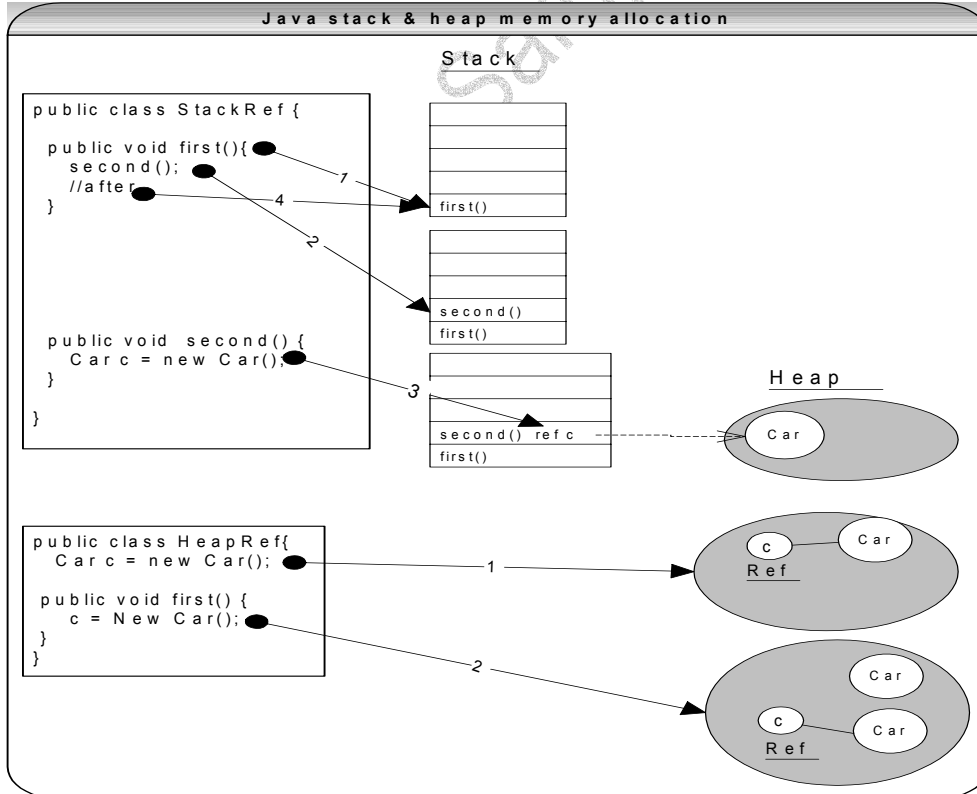 Java stack & heap memory allocation
Stack
public class StackRef {
public void first(){
second();
//after
}
public void second() {
Car c = new Car();
}
}
1
4
2
3
first()
second()
first()
second() ref c
first()
Heap
Car
public class HeapRef{
Car c = new Car();
public void first() {
c = New Car();
}
}
1
2
c
Car
Ref
Car
c
Car
Ref